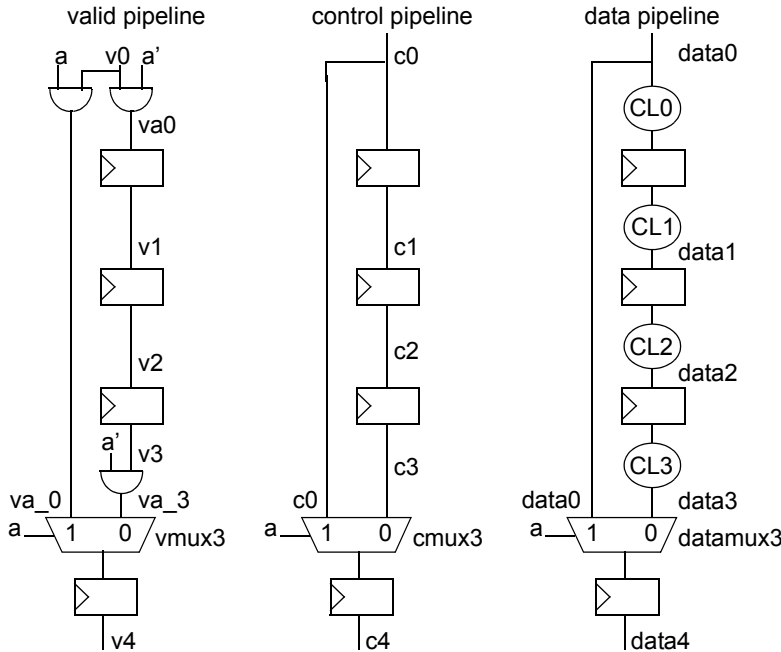 valid pipeline
control pipeline
data pipeline
a v0 a’
c0
data0
CL0
va0
CL1
v1
c1
data1
CL2
v2
c2
data2
a’
v3
c3
CL3
va_0 va_3
c0
data0 data3
a 1 0 vmux3
a 1 0 cmux3
a 1 0 datamux3
v4
c4
data4